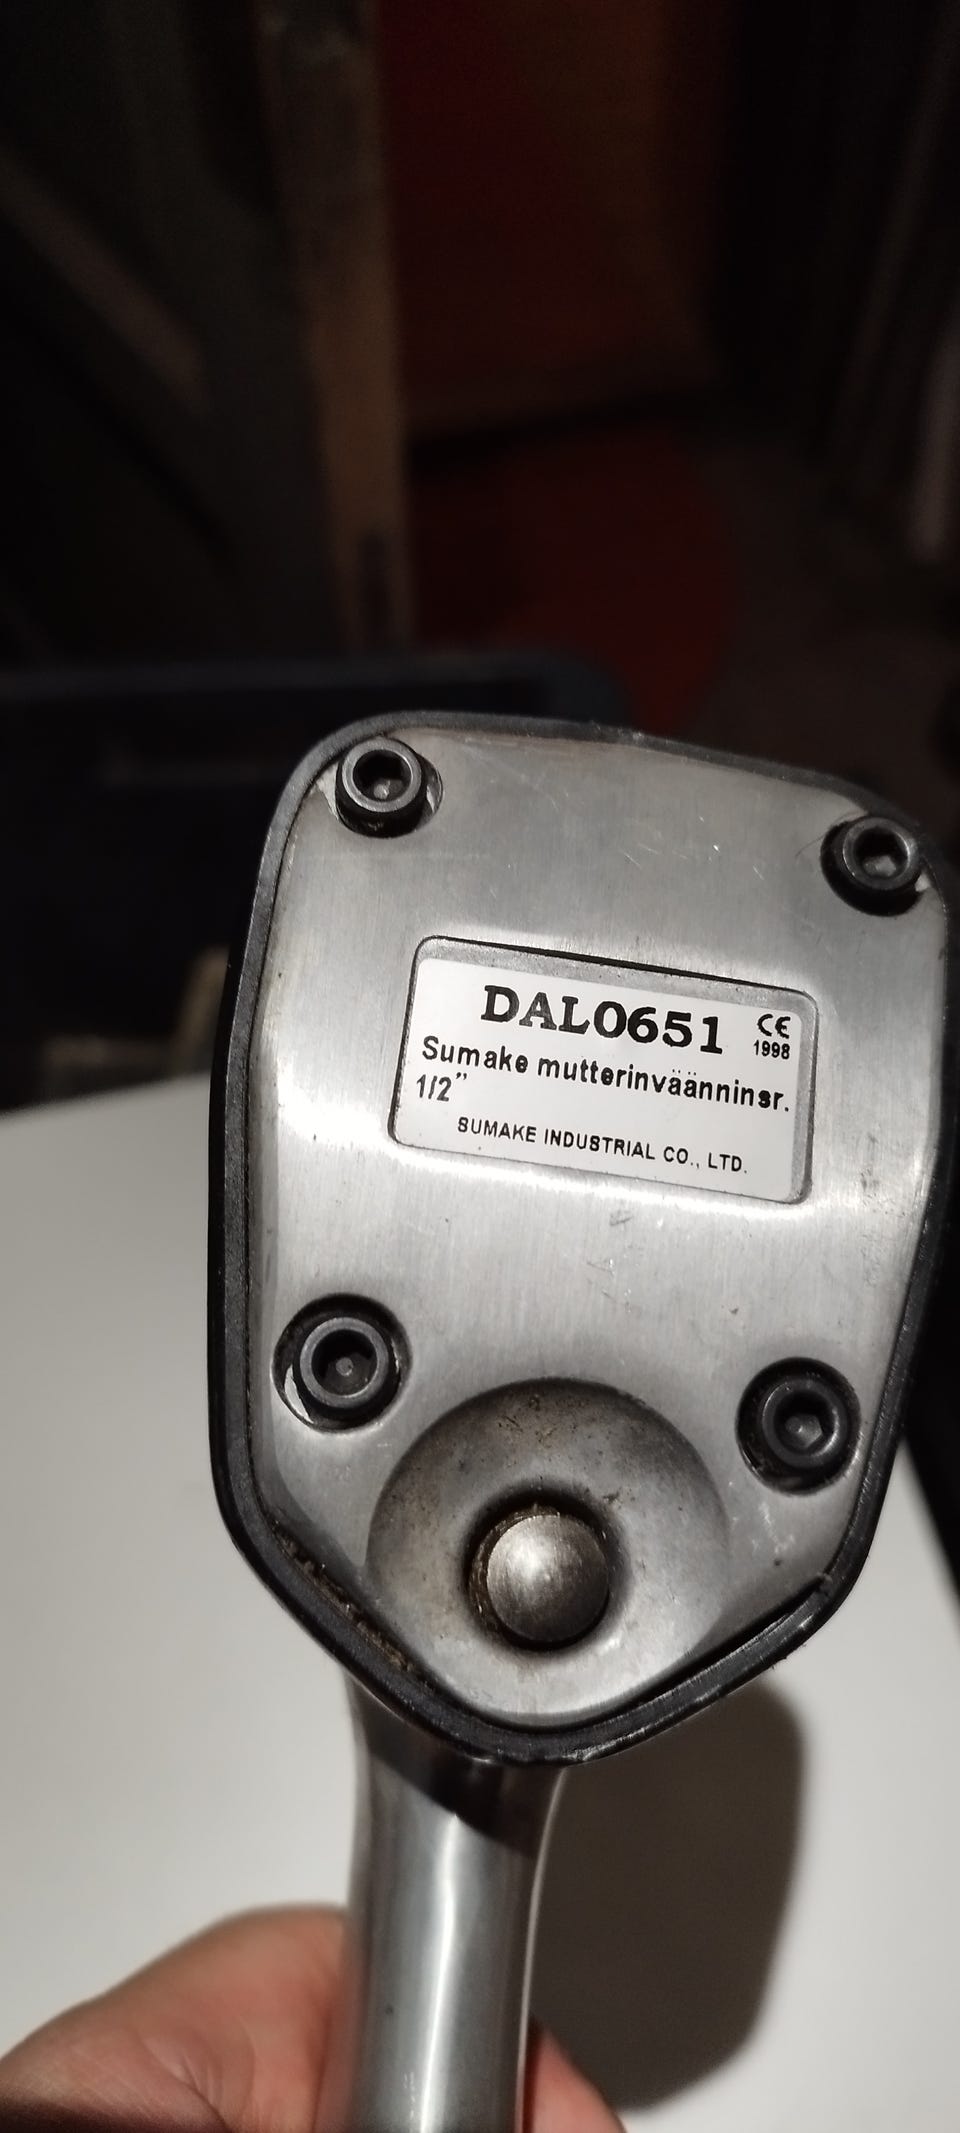 DAL0651 CE
1998
Sumake mutterinväänninsr.
1/2"
SUMAKE INDUSTRIAL CO., LTD.